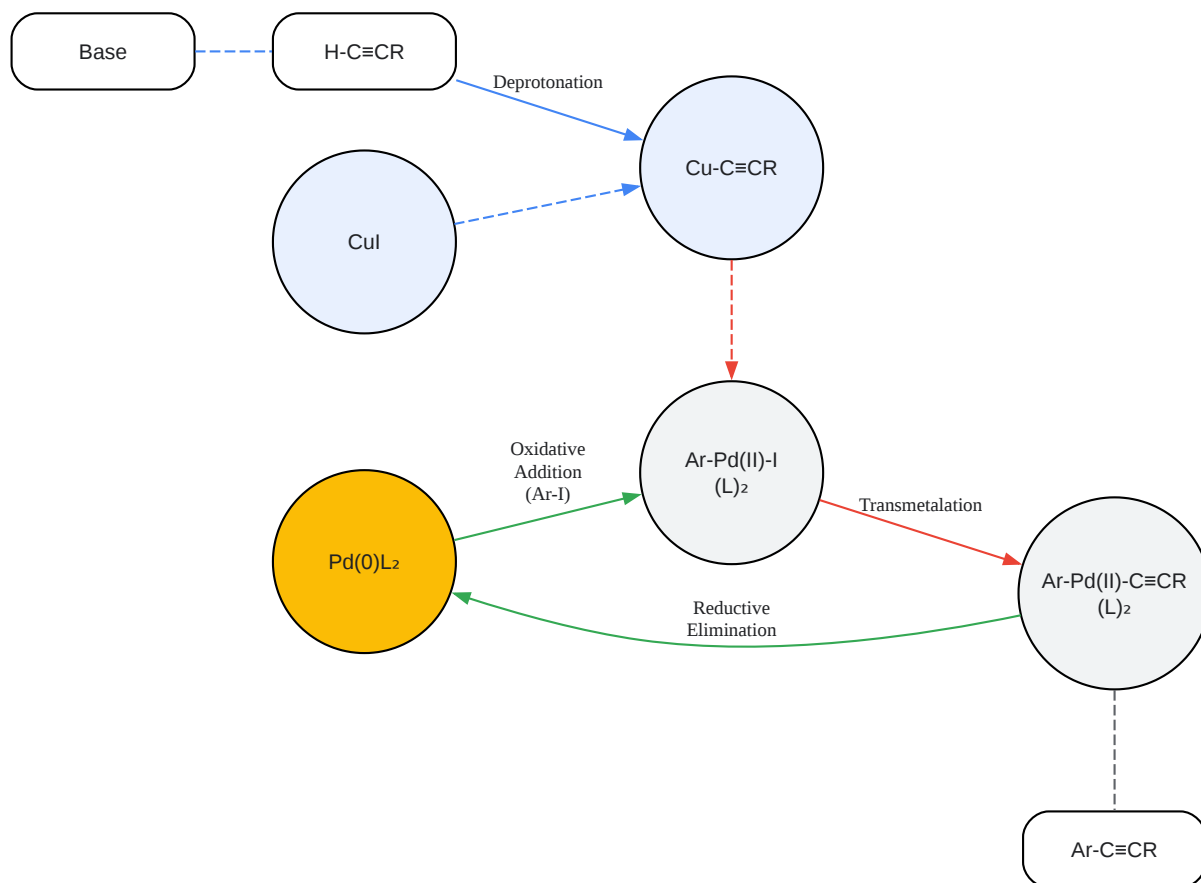 Base
H-C≡CR
Deprotonation
Cu-C≡CR
CuI
Oxidative
Addition
(Ar-I)
Ar-Pd(II)-I
(L)₂
Transmetalation
Pd(0)L₂
Ar-Pd(II)-C≡CR
(L)₂
Reductive
Elimination
Ar-C≡CR